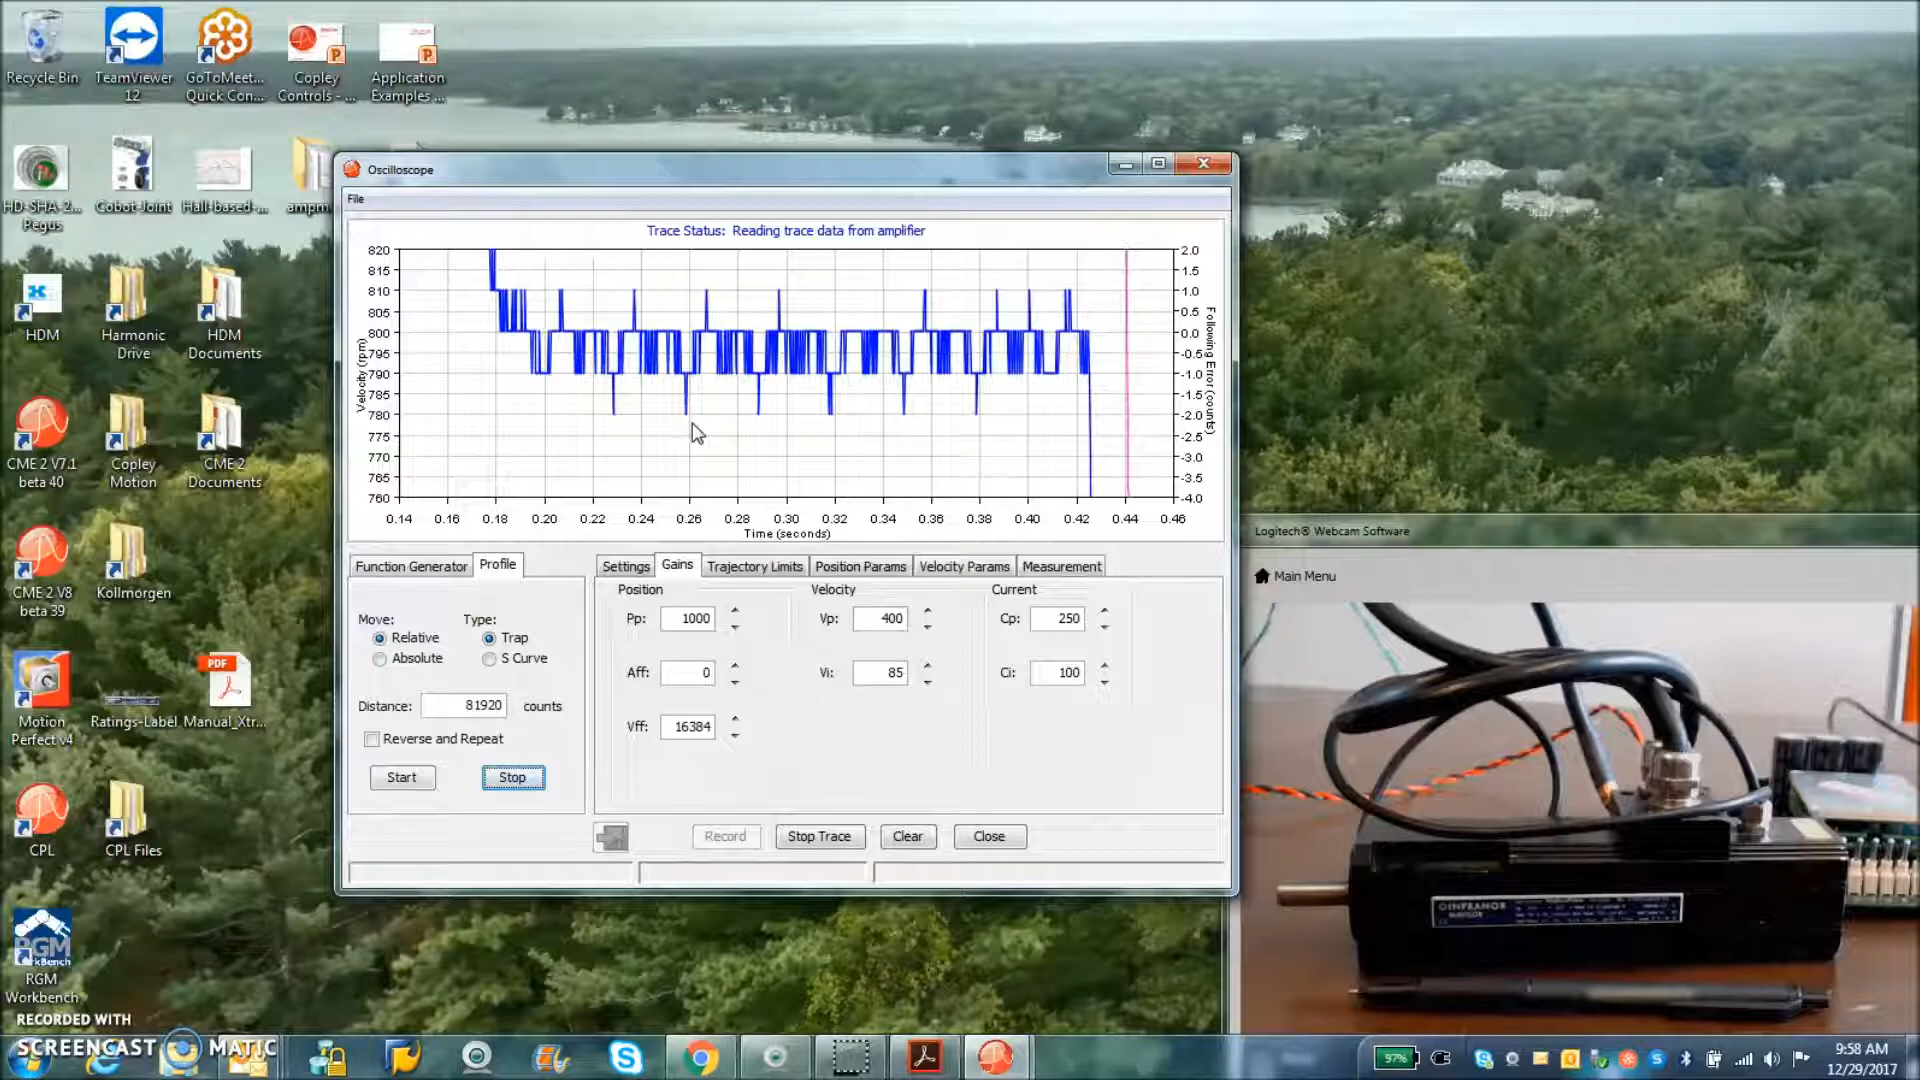 Recycle Bin
TeamViewer 12
GoToMeet... Quick Con...
Copley Controls - ...
Application Examples ...
HD-SHA-2... Pegus
Cobot-Joint
Hall-based-...
ampm
HDM
Harmonic Drive
HDM Documents
CME 2 V7.1 beta 40
Copley Motion
CME 2 Documents
CME 2 V8 beta 39
Kollmorgen
Motion Perfect v4
Ratings-Label
PDF
Manual_Xtr...
CPL
CPL Files
RGM Workbench
Oscilloscope
File
Trace Status: Reading trace data from amplifier
820
815
810
805
800
795
790
785
780
775
770
765
760
Velocity (rpm)
2.0
1.5
1.0
0.5
0.0
-0.5
-1.0
-1.5
-2.0
-2.5
-3.0
-3.5
-4.0
Following Error (counts)
0.14 0.16 0.18 0.20 0.22 0.24 0.26 0.28 0.30 0.32 0.34 0.36 0.38 0.40 0.42 0.44 0.46
Time (seconds)
Function Generator Profile
Move: Type:
Relative Trap
Absolute S Curve
Distance: 81920 counts
Reverse and Repeat
Start Stop
Settings Gains Trajectory Limits Position Params Velocity Params Measurement
Position Velocity Current
Pp: 1000 Vp: 400 Cp: 250
Aff: 0 Vi: 85 Ci: 100
Vff: 16384
Record Stop Trace Clear Close
Logitech® Webcam Software
Main Menu
INFRANOR
RECORDED WITH
SCREENCAST MATIC
97%
9:58 AM
12/29/2017